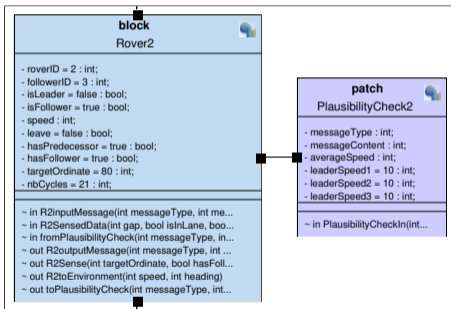 block
Rover2
- roverID = 2 : int;
- followerID = 3 : int;
- isLeader = false : bool;
- isFollower = true : bool;
- speed : int;
- leave = false : bool;
- hasPredecessor = true : bool;
- hasFollower = true : bool;
- targetOrdinate = 80 : int;
- nbCycles = 21 : int;
~ in R2inputMessage(int messageType, int me...
~ in R2SensedData(int gap, bool isInLane, boo...
~ in fromPlausibilityCheck(int messageType, in...
~ out R2outputMessage(int messageType, int ...
~ out R2Sense(int targetOrdinate, bool hasFoll...
~ out R2toEnvironment(int speed, int heading)
~ out toPlausibilityCheck(int messageType, int...
patch
PlausibilityCheck2
- messageType : int;
- messageContent : int;
- averageSpeed : int;
- leaderSpeed1 = 10 : int;
- leaderSpeed2 = 10 : int;
- leaderSpeed3 = 10 : int;
~ in PlausibilityCheckIn(int...